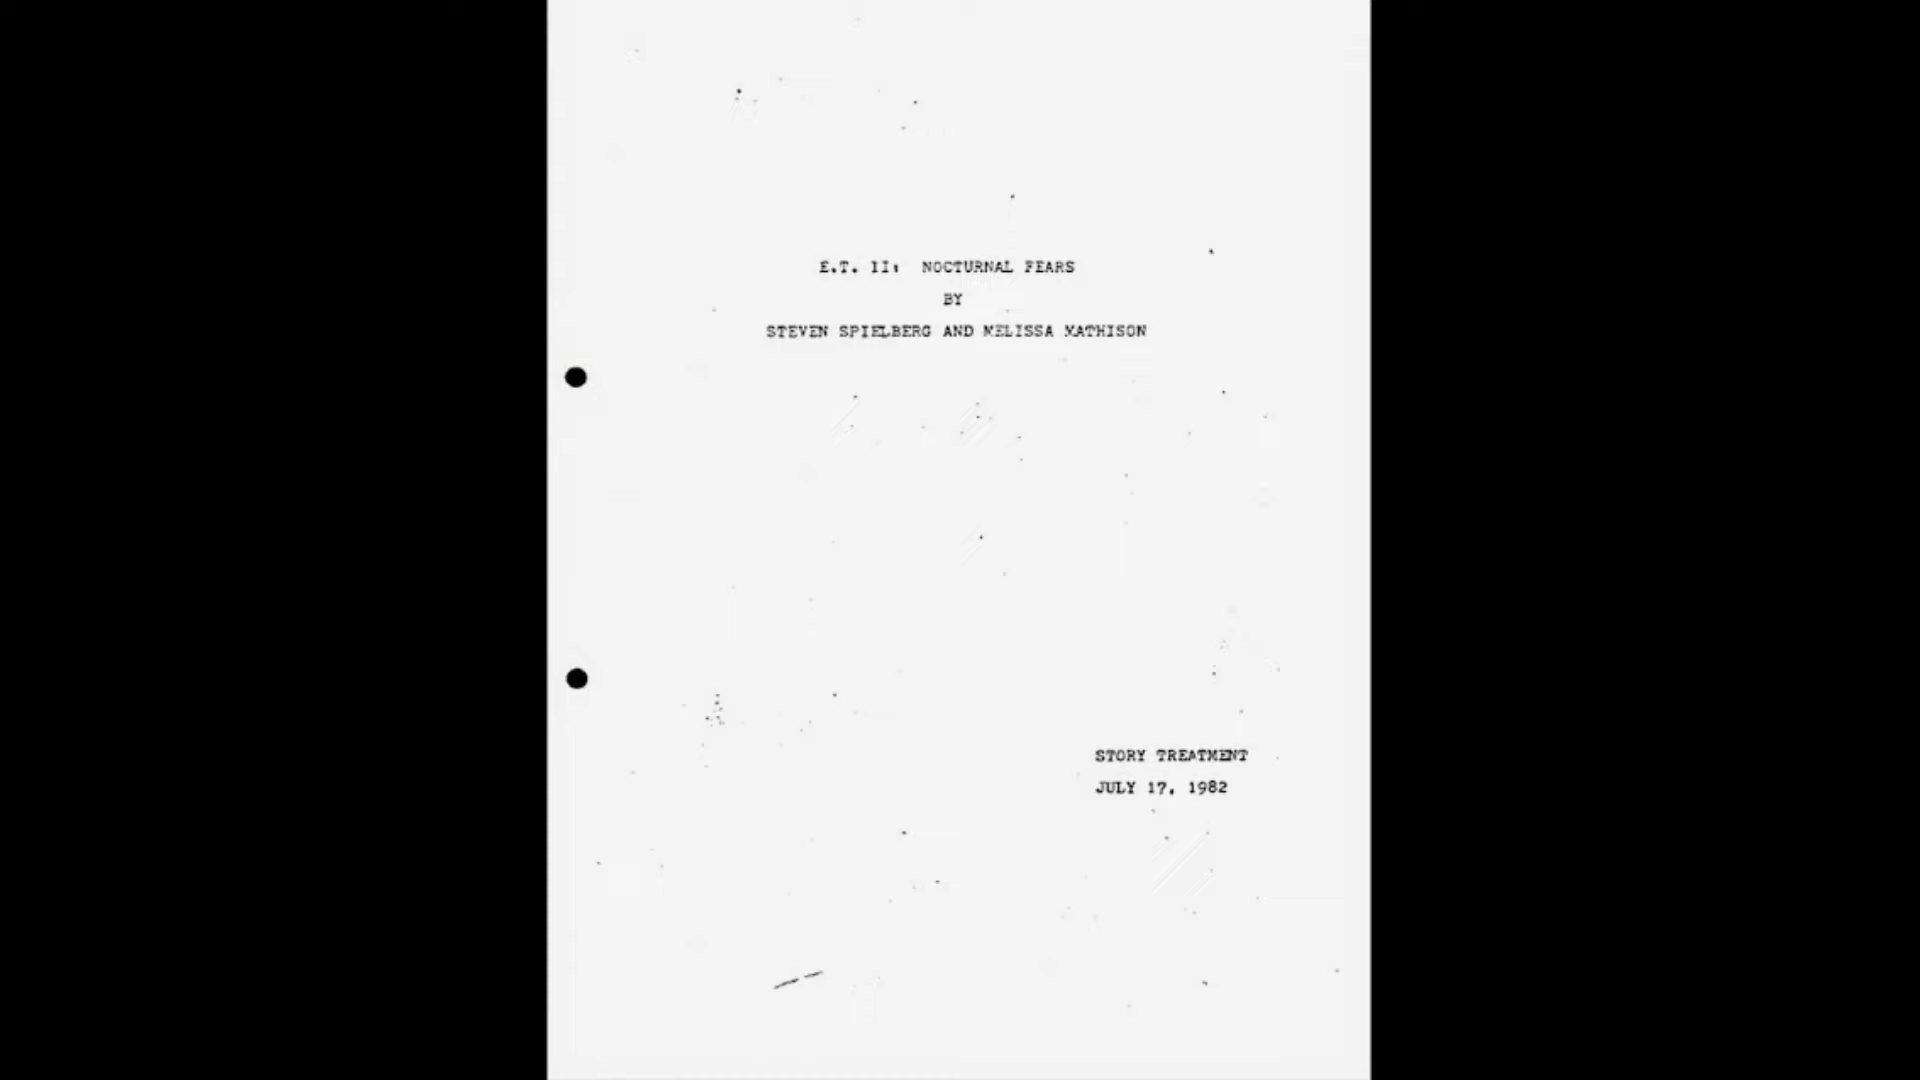 E.T. II: NOCTURNAL FEARS
BY
STEVEN SPIELBERG AND MELISSA MATHISON
STORY TREATMENT
JULY 17, 1982